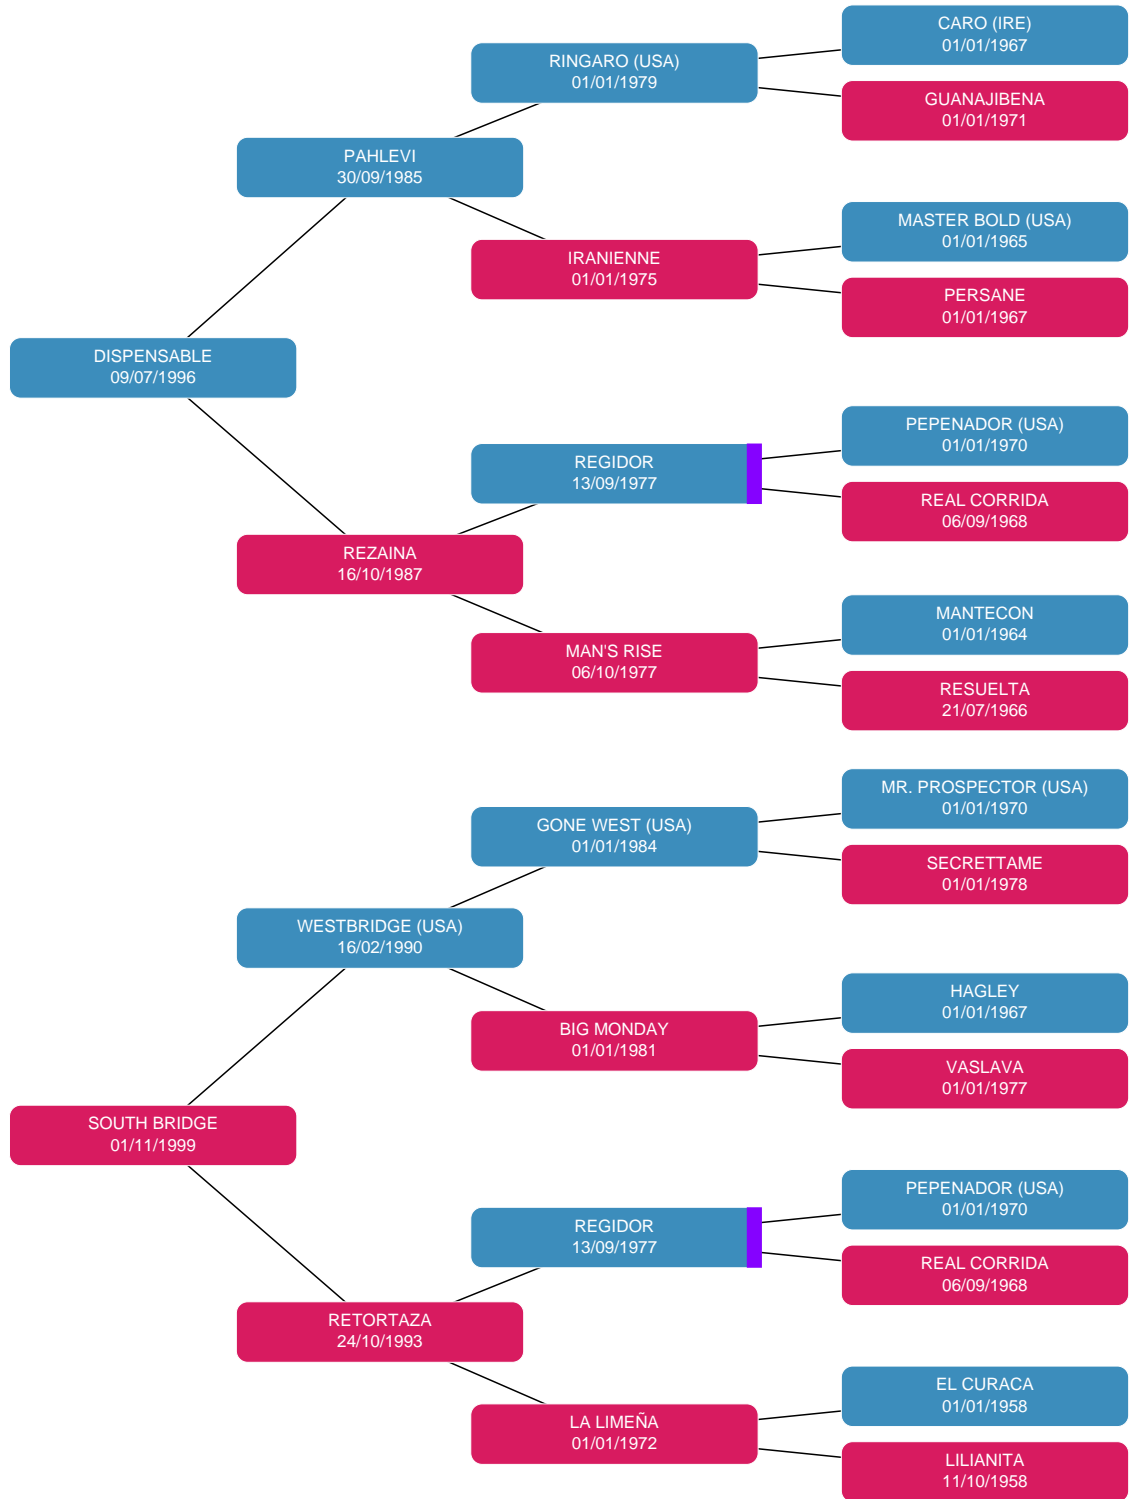 CARO (IRE)
01/01/1967
RINGARO (USA)
01/01/1979
GUANAJIBENA
01/01/1971
PAHLEVI
30/09/1985
MASTER BOLD (USA)
01/01/1965
IRANIENNE
01/01/1975
PERSANE
01/01/1967
DISPENSABLE
09/07/1996
PEPENADOR (USA)
01/01/1970
REGIDOR
13/09/1977
REAL CORRIDA
06/09/1968
REZAINA
16/10/1987
MANTECON
01/01/1964
MAN'S RISE
06/10/1977
RESUELTA
21/07/1966
MR. PROSPECTOR (USA)
01/01/1970
GONE WEST (USA)
01/01/1984
SECRETTAME
01/01/1978
WESTBRIDGE (USA)
16/02/1990
HAGLEY
01/01/1967
BIG MONDAY
01/01/1981
VASLAVA
01/01/1977
SOUTH BRIDGE
01/11/1999
PEPENADOR (USA)
01/01/1970
REGIDOR
13/09/1977
REAL CORRIDA
06/09/1968
RETORTAZA
24/10/1993
EL CURACA
01/01/1958
LA LIMEÑA
01/01/1972
LILIANITA
11/10/1958